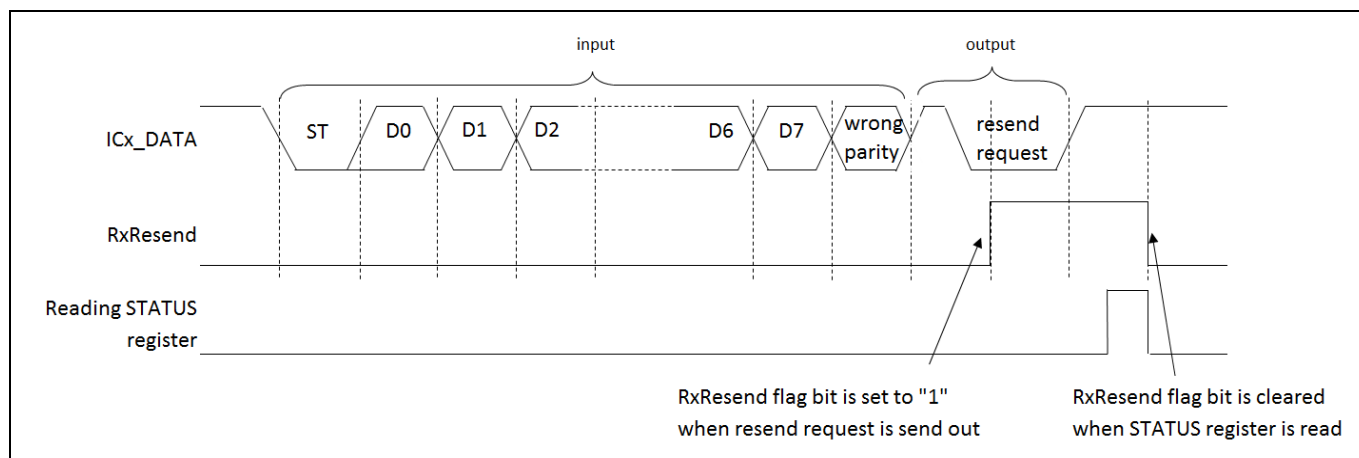 input
output
ICx_DATA
ST
D0
D1
D2
D6
D7
wrong
parity
resend
request
RxResend
Reading STATUS
register
RxResend flag bit is set to "1"
when resend request is send out
RxResend flag bit is cleared
when STATUS register is read